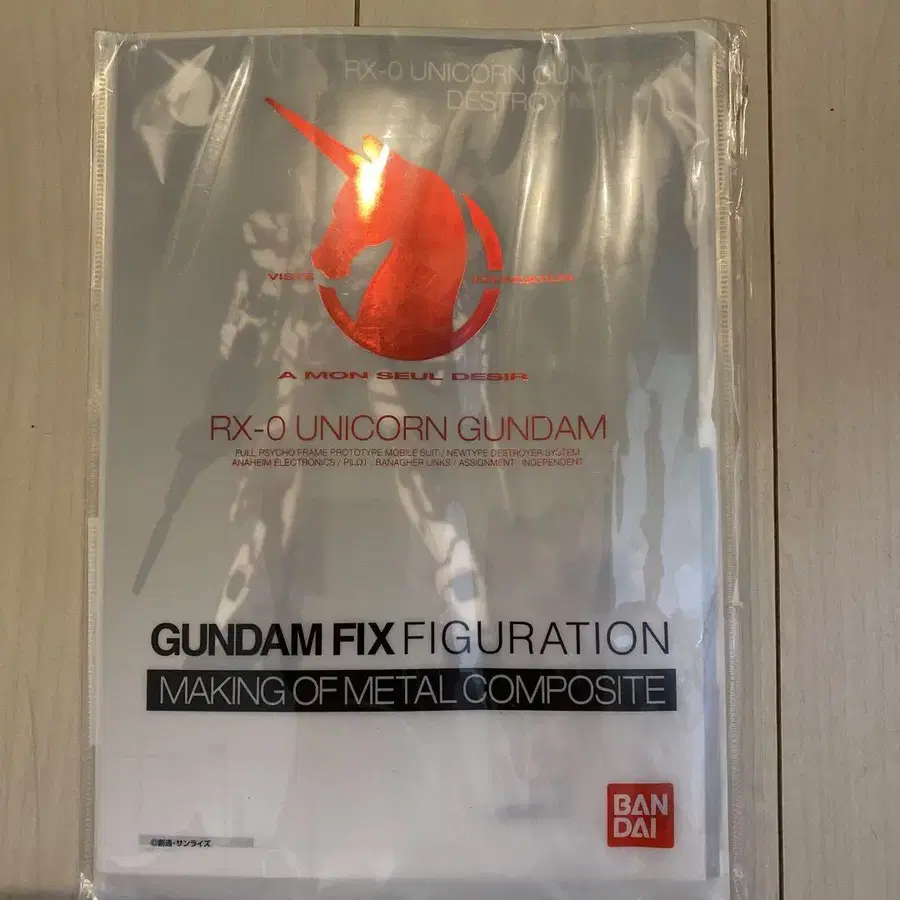 RX-0 UNICORN
DESTROY
VIST FOUNDATION
A MON SEUL DESIR
RX-0 UNICORN GUNDAM
FULL PSYCHO FRAME PROTOTYPE MOBILE SUIT / NEWTYPE DESTROYER SYSTEM
ANAHEIM ELECTRONICS / PILOT : BANAGHER LINKS / ASSIGNMENT : INDEPENDENT
GUNDAM FIX FIGURATION
MAKING OF METAL COMPOSITE
BAN
DAI
©創通・サンライズ